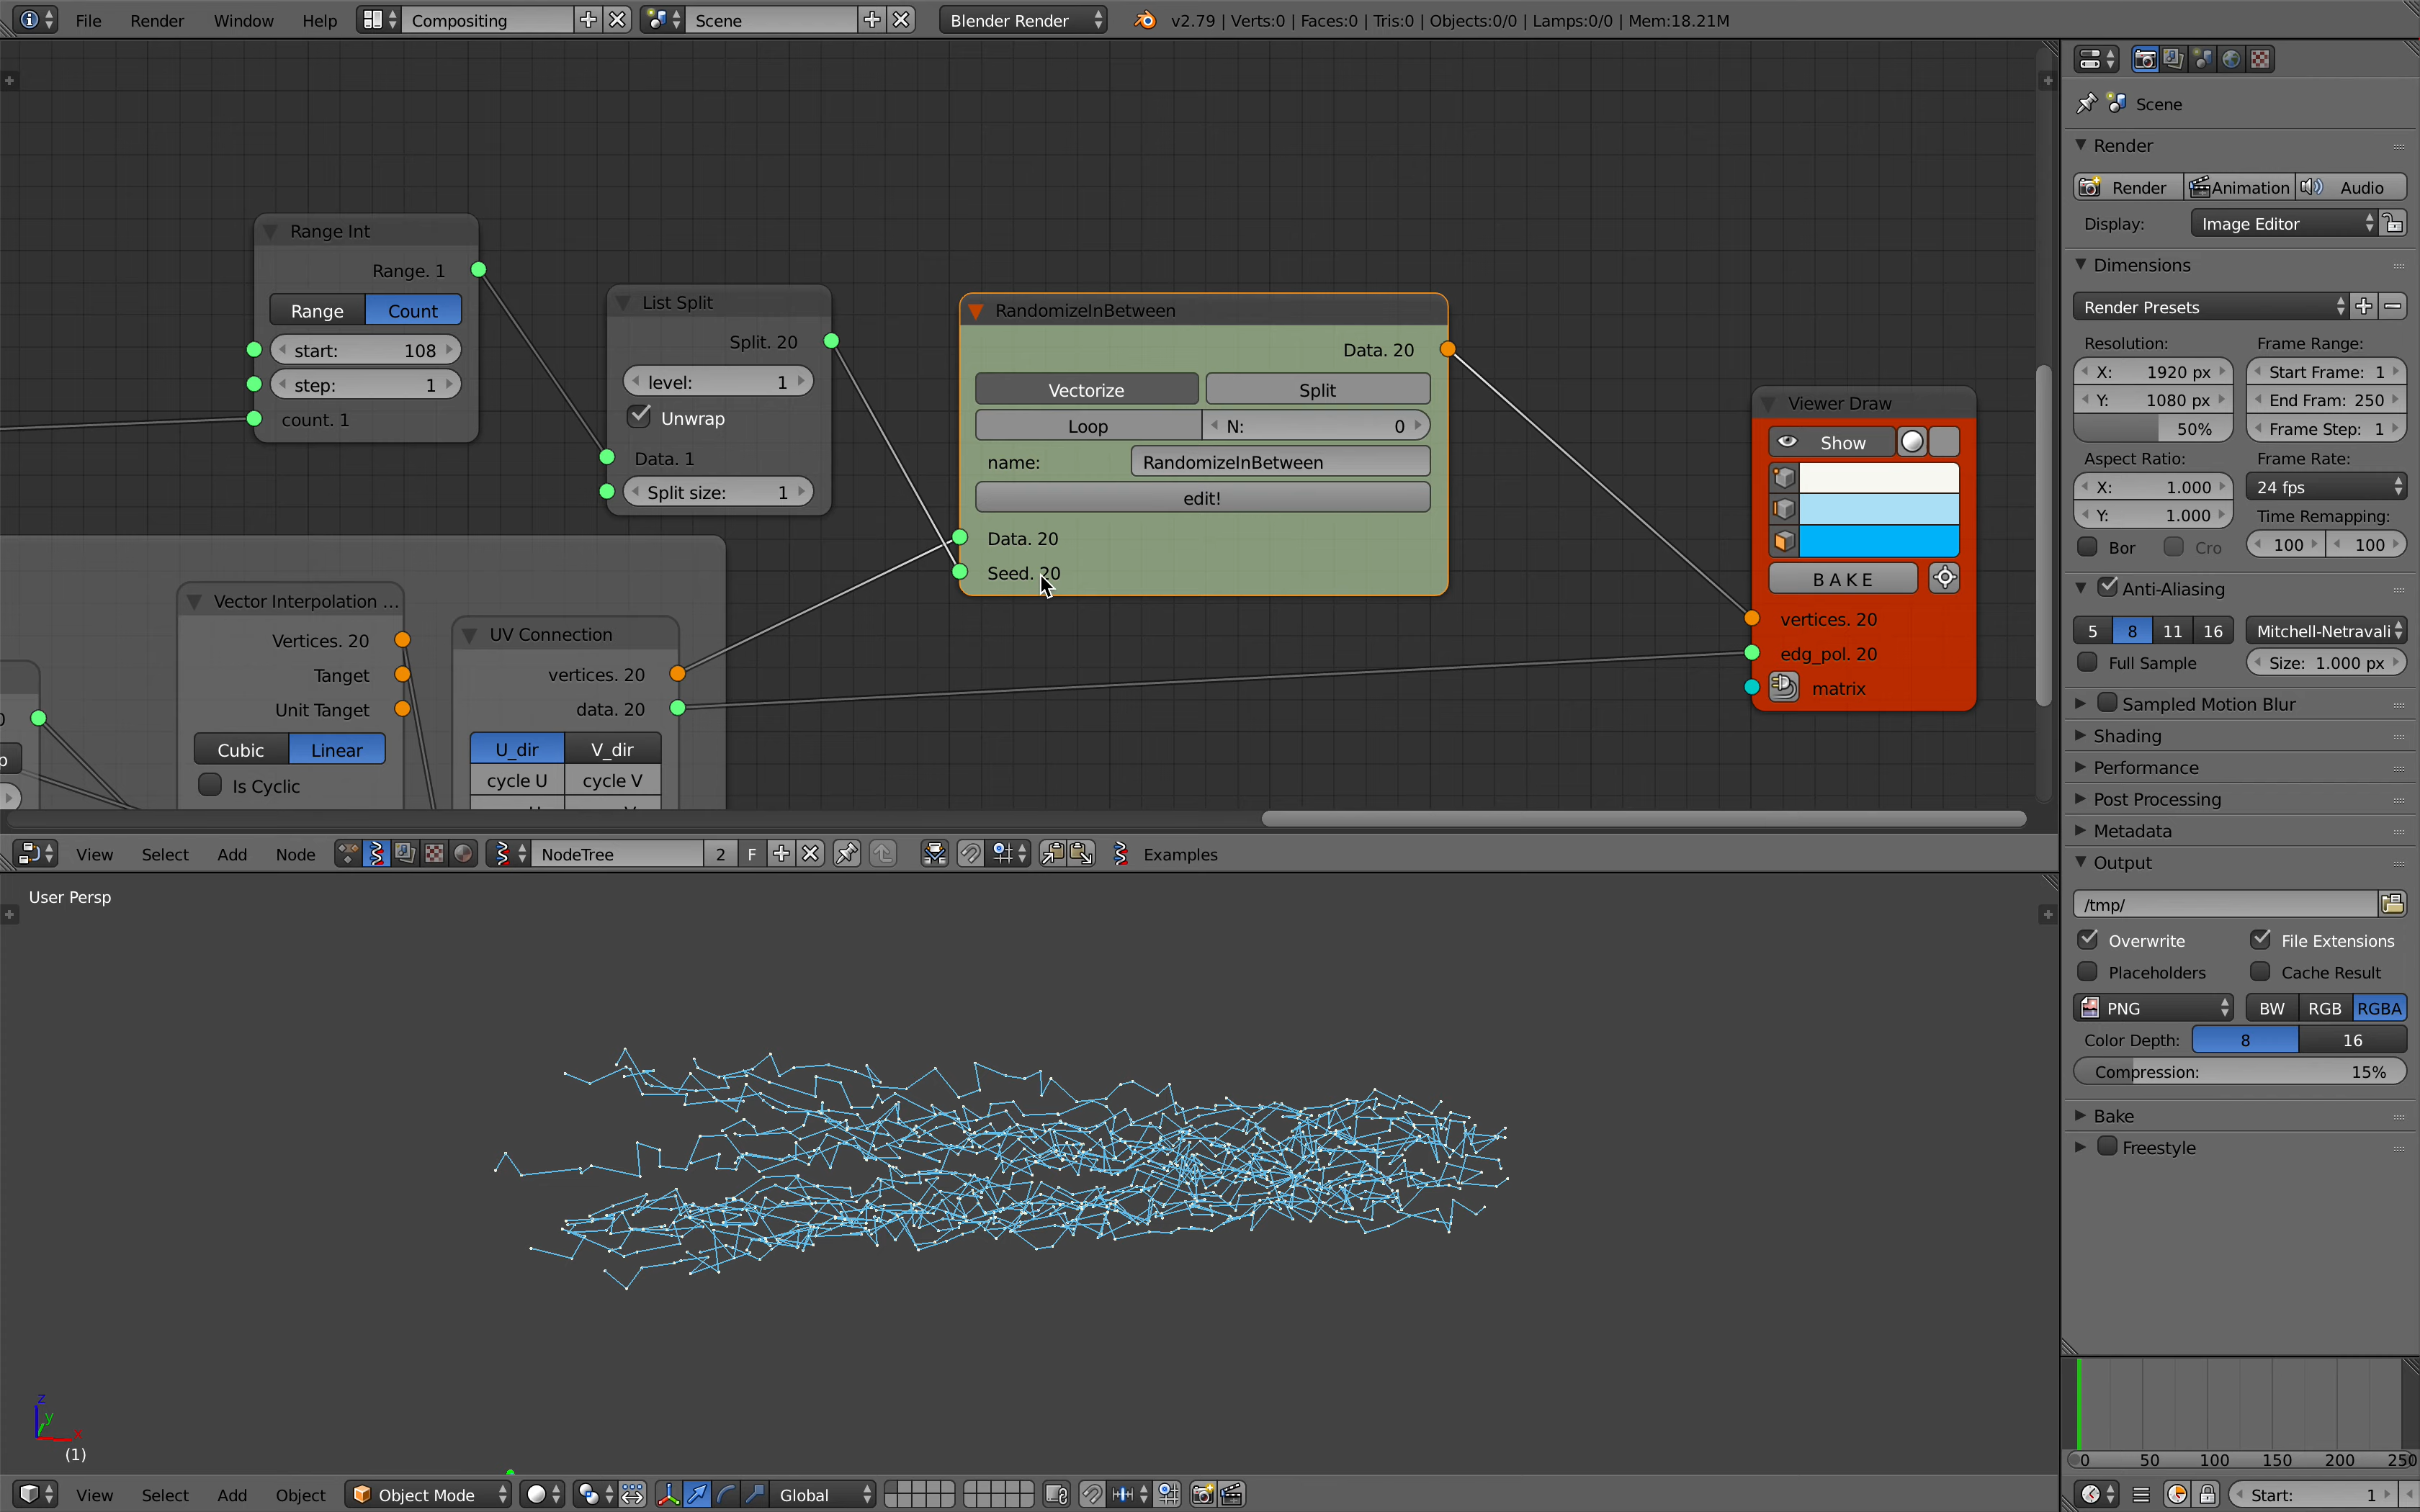 File Render Window Help Compositing Scene Blender Render v2.79 | Verts:0 | Faces:0 | Tris:0 | Objects:0/0 | Lamps:0/0 | Mem:18.21M
Range Int
Range. 1
Range Count
start: 108
step: 1
count. 1
List Split
Split. 20
level: 1
Unwrap
Data. 1
Split size: 1
RandomizeInBetween
Data. 20
Vectorize Split
Loop N: 0
name: RandomizeInBetween
edit!
Data. 20
Seed. 20
Viewer Draw
Show
B A K E
vertices. 20
edg_pol. 20
matrix
Vector Interpolation ...
Vertices. 20
Tanget
Unit Tanget
Cubic Linear
Is Cyclic
UV Connection
vertices. 20
data. 20
U_dir V_dir
cycle U cycle V
View Select Add Node NodeTree 2 F Examples
User Persp
z
y
x
(1)
View Select Add Object Object Mode Global
Scene
Render
Render Animation Audio
Display: Image Editor
Dimensions
Render Presets
Resolution: Frame Range:
X: 1920 px Start Frame: 1
Y: 1080 px End Fram: 250
50% Frame Step: 1
Aspect Ratio: Frame Rate:
X: 1.000 24 fps
Y: 1.000 Time Remapping:
Bor Cro 100 100
Anti-Aliasing
5 8 11 16 Mitchell-Netravali
Full Sample Size: 1.000 px
Sampled Motion Blur
Shading
Performance
Post Processing
Metadata
Output
/tmp/
Overwrite File Extensions
Placeholders Cache Result
PNG BW RGB RGBA
Color Depth: 8 16
Compression: 15%
Bake
Freestyle
0 50 100 150 200 250
Start: 1